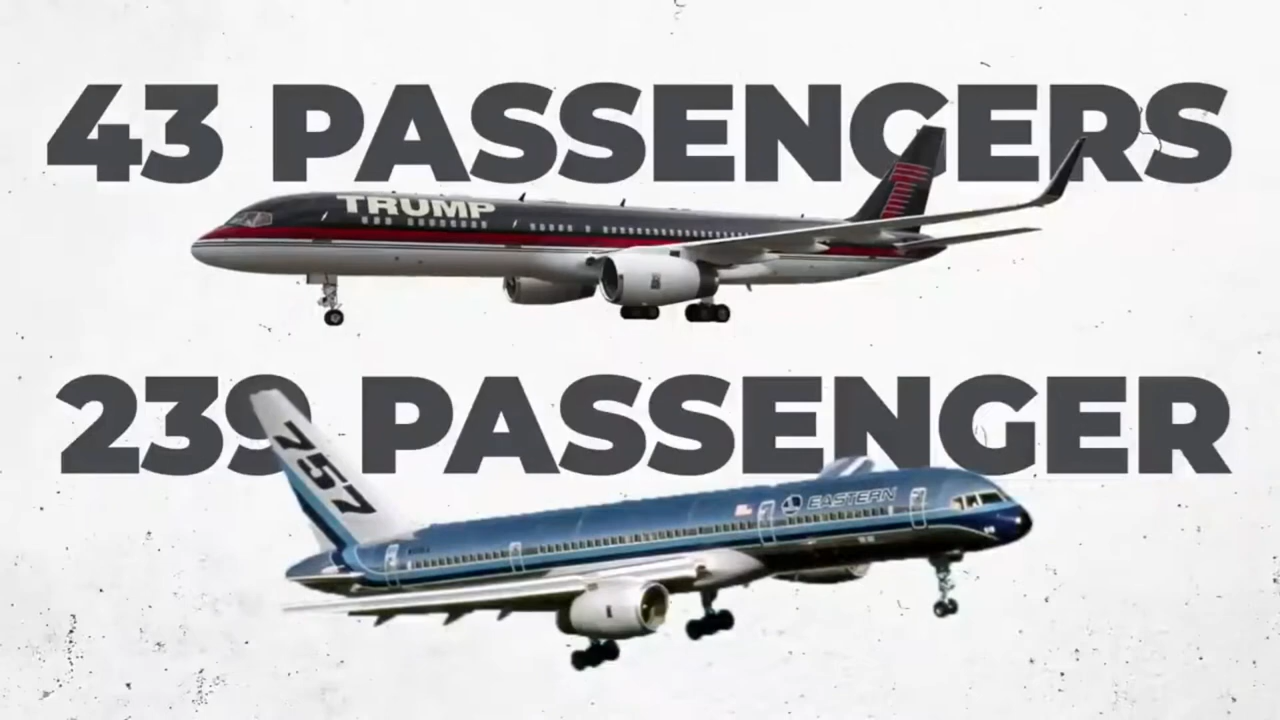 43 PASSENGERS
TRUMP
239 PASSENGER
757
EASTERN